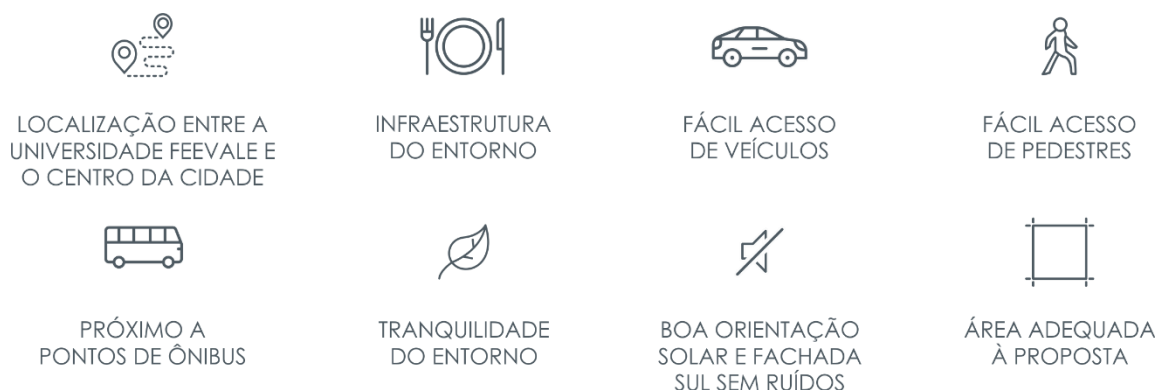 LOCALIZAÇÃO ENTRE A
UNIVERSIDADE FEEVALE E
O CENTRO DA CIDADE
INFRAESTRUTURA
DO ENTORNO
FÁCIL ACESSO
DE VEÍCULOS
FÁCIL ACESSO
DE PEDESTRES
PRÓXIMO A
PONTOS DE ÔNIBUS
TRANQUILIDADE
DO ENTORNO
BOA ORIENTAÇÃO
SOLAR E FACHADA
SUL SEM RUÍDOS
ÁREA ADEQUADA
À PROPOSTA